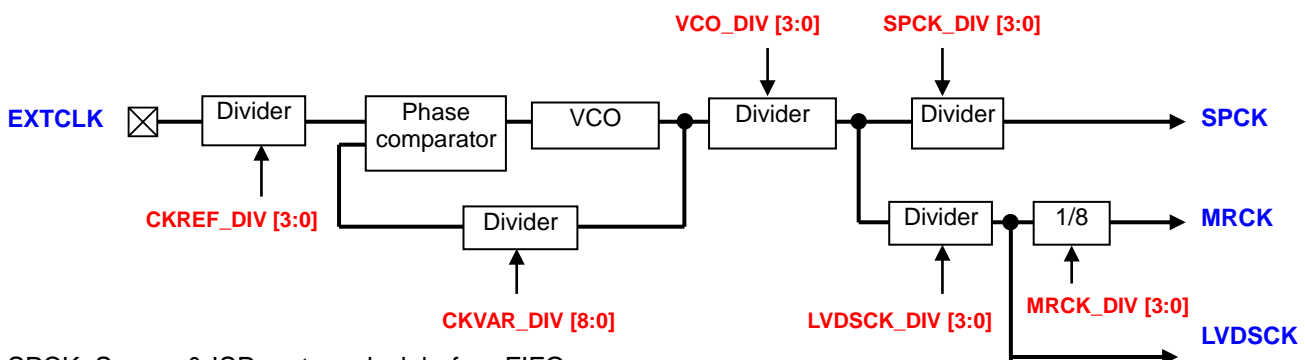 VCO_DIV [3:0]
SPCK_DIV [3:0]
EXTCLK
Divider
Phase
comparator
VCO
Divider
Divider
SPCK
CKREF_DIV [3:0]
Divider
Divider
1/8
MRCK
CKVAR_DIV [8:0]
LVDSCK_DIV [3:0]
MRCK_DIV [3:0]
LVDSCK